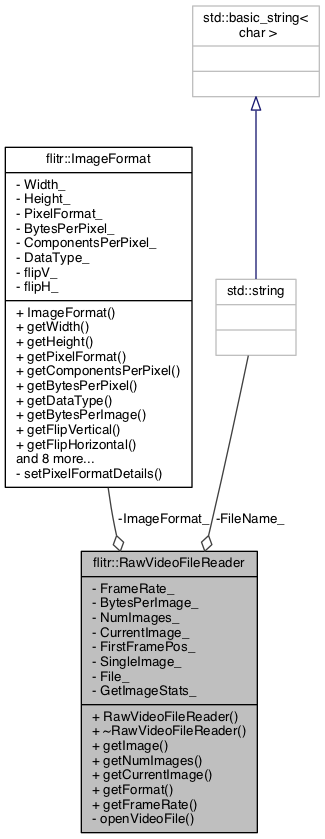 std::basic_string<
char >
flitr::ImageFormat
- Width_
- Height_
- PixelFormat_
- BytesPerPixel_
- ComponentsPerPixel_
- DataType_
- flipV_
- flipH_
+ ImageFormat()
+ getWidth()
+ getHeight()
+ getPixelFormat()
+ getComponentsPerPixel()
+ getBytesPerPixel()
+ getDataType()
+ getBytesPerImage()
+ getFlipVertical()
+ getFlipHorizontal()
and 8 more...
- setPixelFormatDetails()
std::string
-ImageFormat_
-FileName_
flitr::RawVideoFileReader
- FrameRate_
- BytesPerImage_
- NumImages_
- CurrentImage_
- FirstFramePos_
- SingleImage_
- File_
- GetImageStats_
+ RawVideoFileReader()
+ ~RawVideoFileReader()
+ getImage()
+ getNumImages()
+ getCurrentImage()
+ getFormat()
+ getFrameRate()
- openVideoFile()